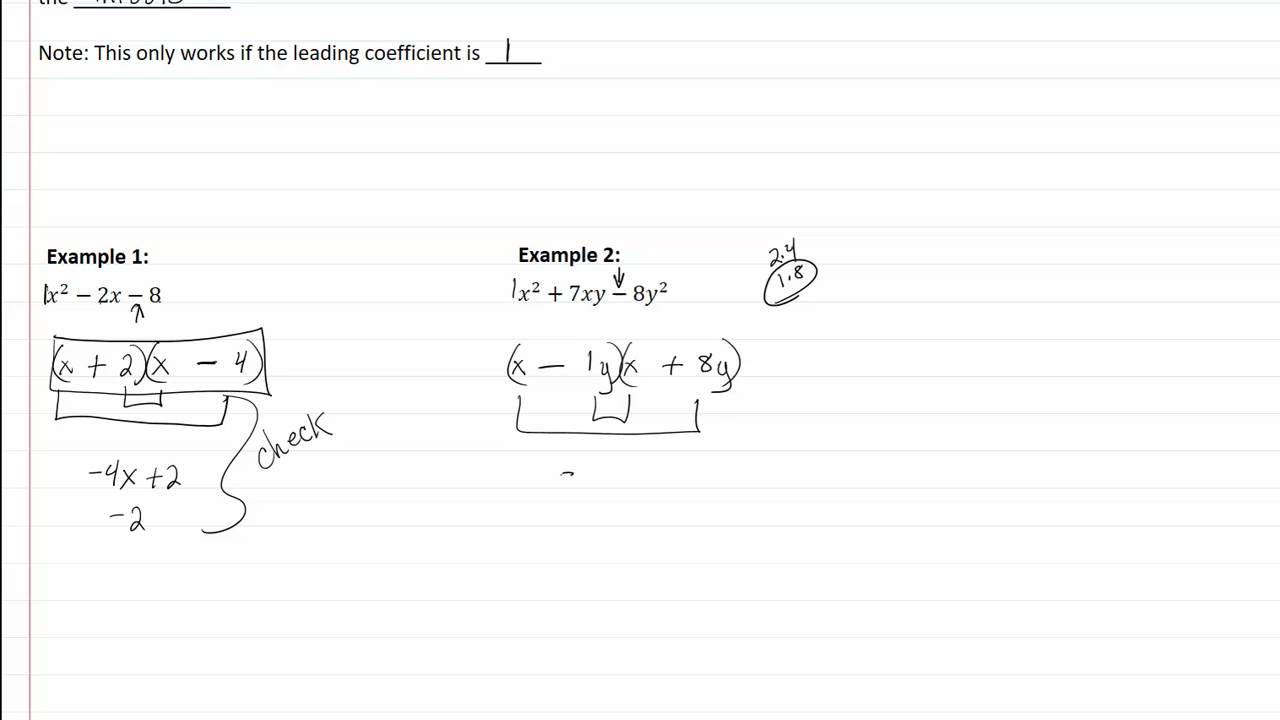 the
Note: This only works if the leading coefficient is 1
Example 1:
1x² − 2x − 8
(x + 2)(x − 4)
-4x + 2
-2
check
Example 2:
1x² + 7xy − 8y²
2·4
1·8
(x − 1y)(x + 8y)
-